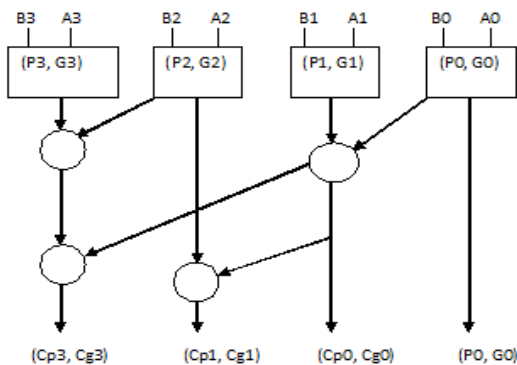 B3 A3 B2 A2 B1 A1 B0 A0
(P3, G3) (P2, G2) (P1, G1) (P0, G0)
(Cp3, Cg3) (Cp1, Cg1) (Cp0, Cg0) (P0, G0)